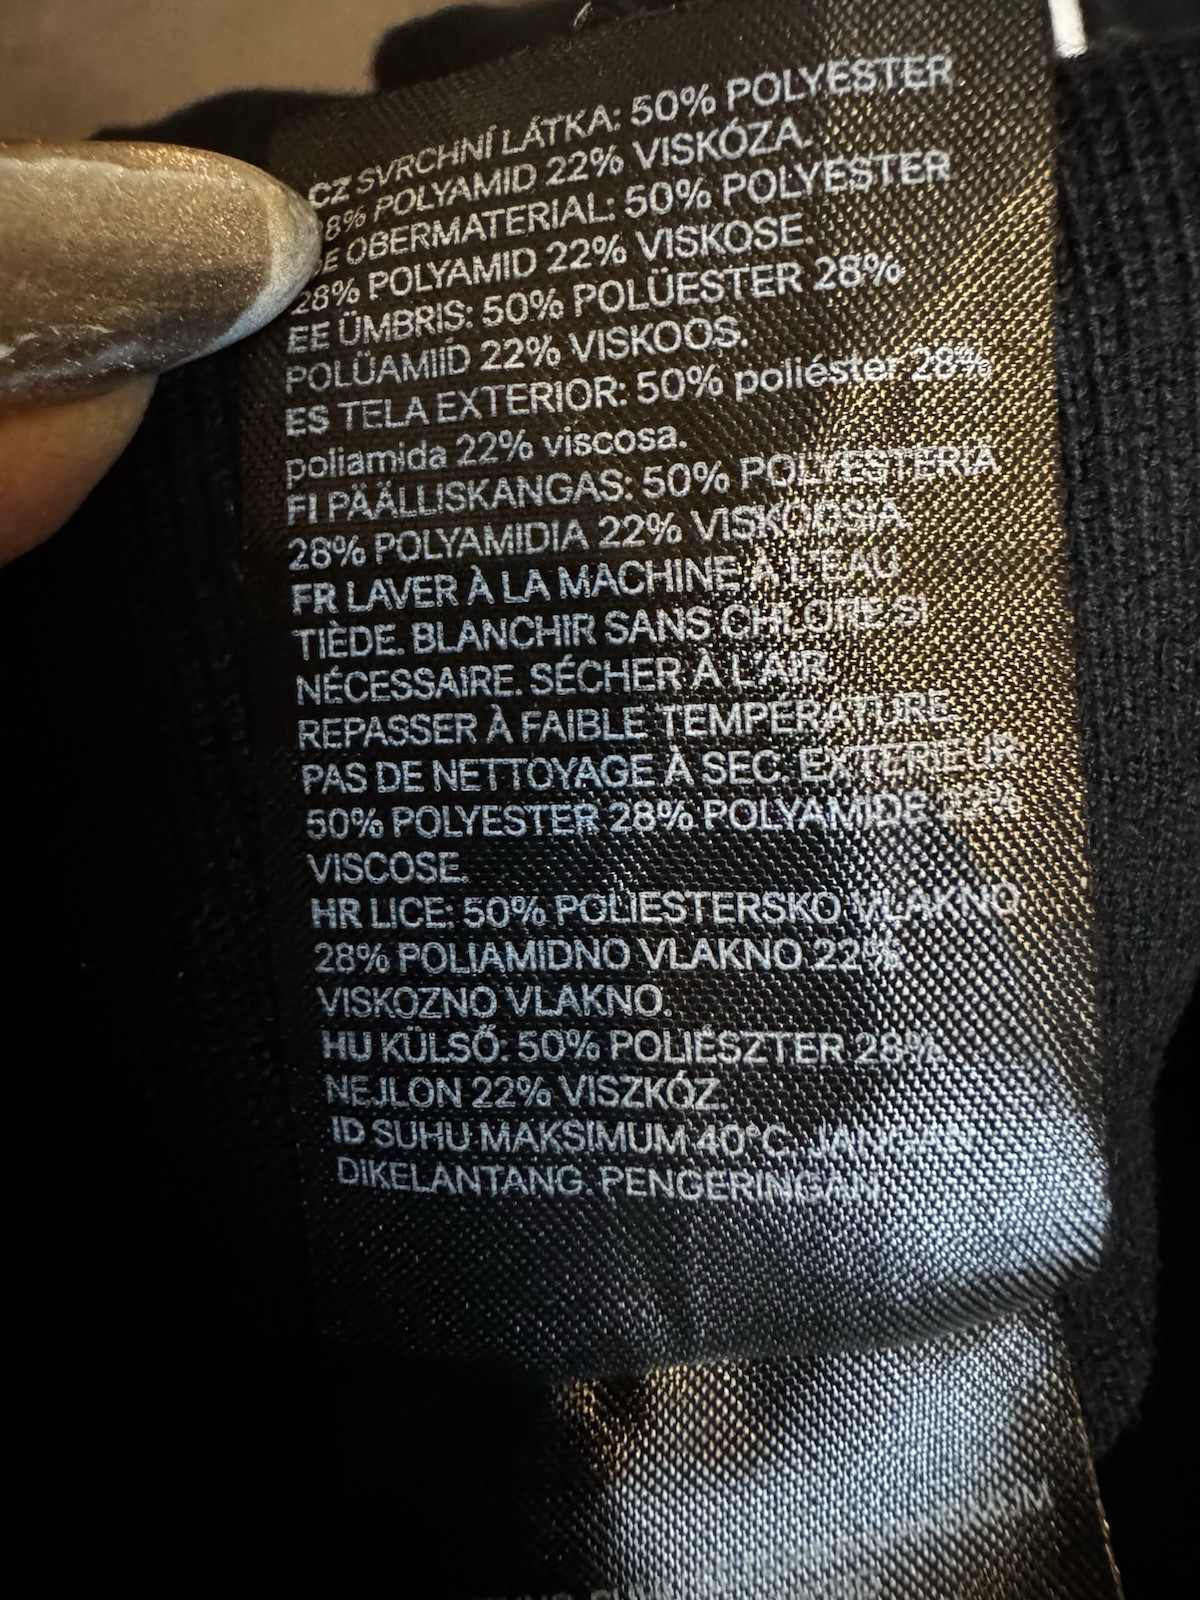 CZ SVRCHNÍ LÁTKA: 50% POLYESTER
8% POLYAMID 22% VISKÓZA.
E OBERMATERIAL: 50% POLYESTER
28% POLYAMID 22% VISKOSE.
EE ÜMBRIS: 50% POLÜESTER 28%
POLÜAMIID 22% VISKOOS.
ES TELA EXTERIOR: 50% poliéster 28%
poliamida 22% viscosa.
FI PÄÄLLISKANGAS: 50% POLYESTERIÄ
28% POLYAMIDIA 22% VISKOOSIA.
FR LAVER À LA MACHINE À L'EAU
TIÈDE. BLANCHIR SANS CHLORE SI
NÉCESSAIRE. SÉCHER À L'AIR.
REPASSER À FAIBLE TEMPÉRATURE.
PAS DE NETTOYAGE À SEC. EXTÉRIEUR:
50% POLYESTER 28% POLYAMIDE 22%
VISCOSE.
HR LICE: 50% POLIESTERSKO VLAKNO
28% POLIAMIDNO VLAKNO 22%
VISKOZNO VLAKNO.
HU KÜLSŐ: 50% POLIÉSZTER 28%
NEJLON 22% VISZKÓZ.
ID SUHU MAKSIMUM 40°C. JANGAN
DIKELANTANG. PENGERINGAN